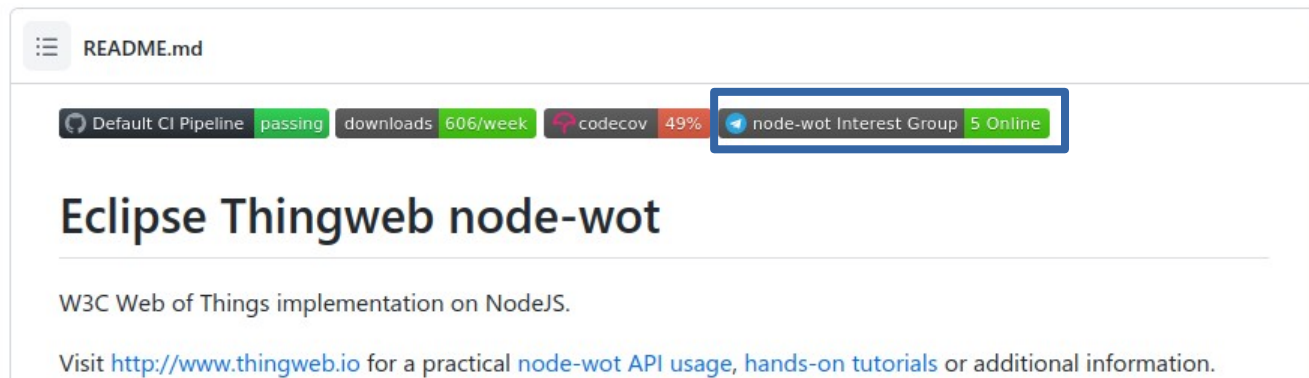 README.md
Default CI Pipeline passing downloads 606/week codecov 49% node-wot Interest Group 5 Online
Eclipse Thingweb node-wot
W3C Web of Things implementation on NodeJS.
Visit http://www.thingweb.io for a practical node-wot API usage, hands-on tutorials or additional information.